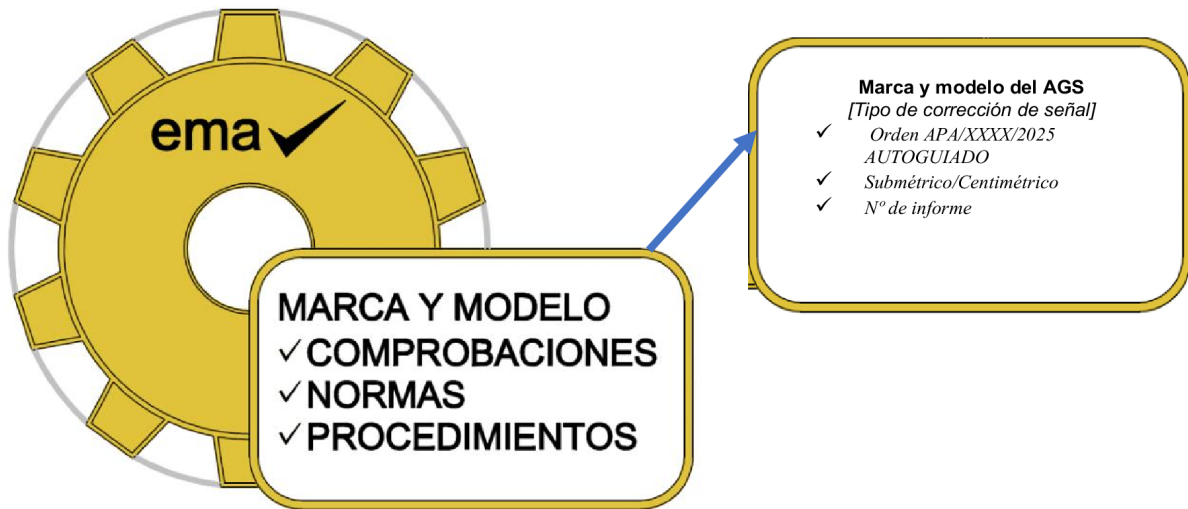 ema
MARCA Y MODELO
✓ COMPROBACIONES
✓ NORMAS
✓ PROCEDIMIENTOS
Marca y modelo del AGS
[Tipo de corrección de señal]
✓ Orden APA/XXXX/2025
AUTOGUIADO
✓ Submétrico/Centimétrico
✓ Nº de informe